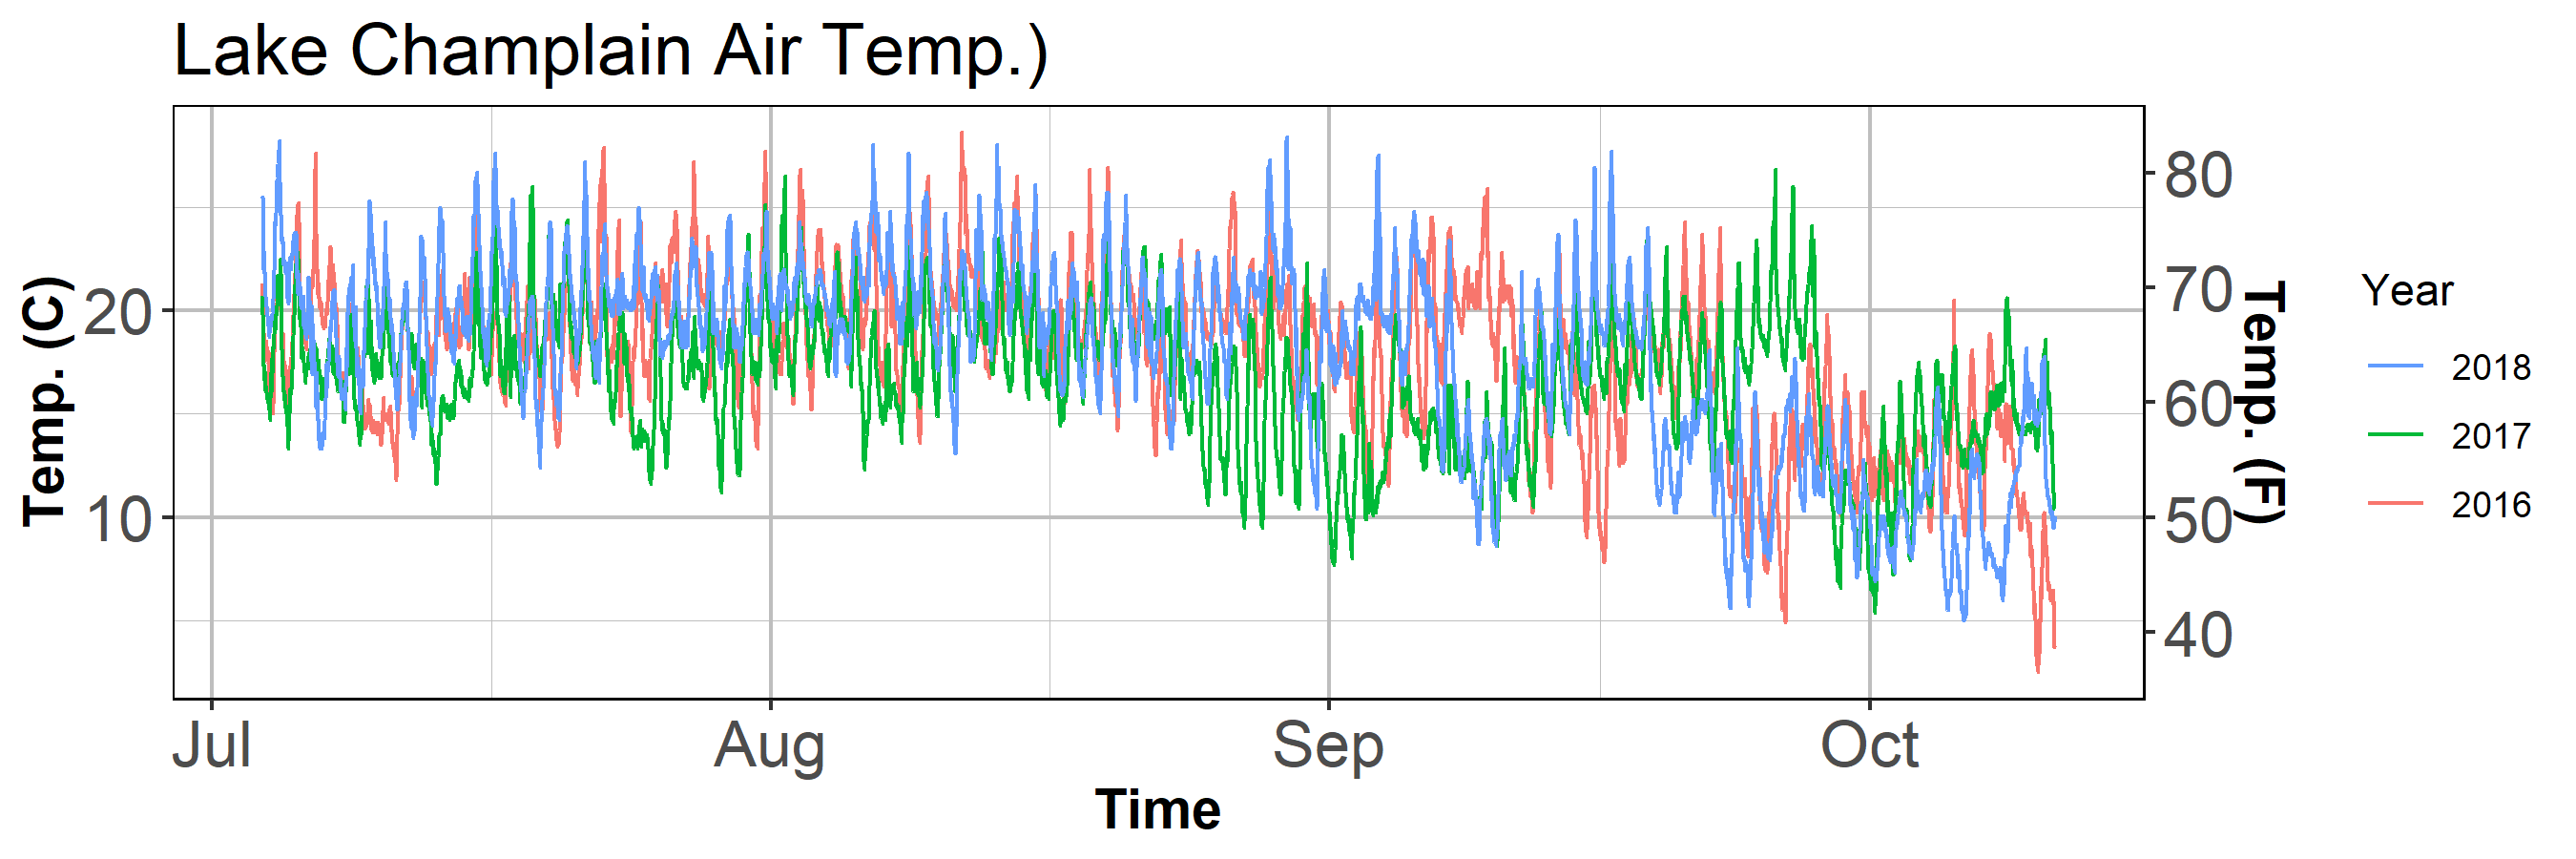 Lake Champlain Air Temp.)
Temp. (C)
20
10
80
70
60
50
40
Temp. (F)
Jul Aug Sep Oct
Time
Year
2018
2017
2016